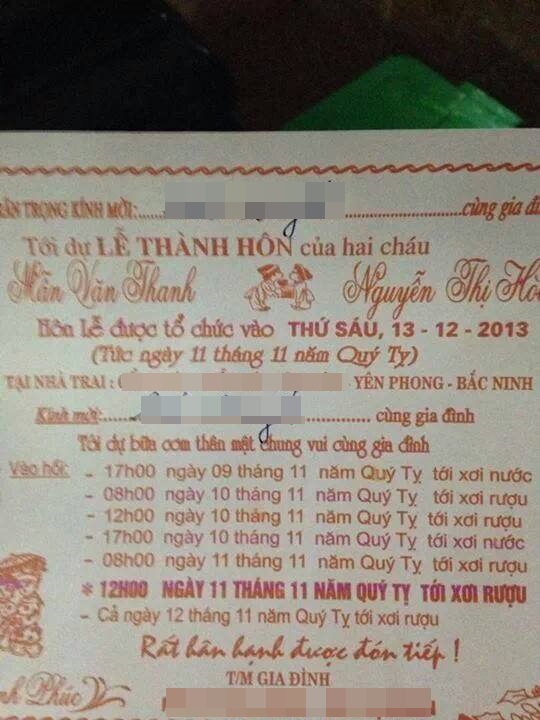 TRÂN TRỌNG KÍNH MỜI:.................................cùng gia đình
Tới dự LỄ THÀNH HÔN của hai cháu
Mẫn Văn Thanh Nguyễn Thị
Hôn Lễ được tổ chức vào THỨ SÁU, 13 - 12 - 2013
(Tức ngày 11 tháng 11 năm Quý Tỵ)
TẠI NHÀ TRAI : YÊN PHONG - BẮC NINH
Kính mời:.............................. cùng gia đình
Tới dự bữa cơm thân mật chung vui cùng gia đình
Vào hồi: - 17h00 ngày 09 tháng 11 năm Quý Tỵ tới xơi nước
- 08h00 ngày 10 tháng 11 năm Quý Tỵ tới xơi rượu
- 12h00 ngày 10 tháng 11 năm Quý Tỵ tới xơi rượu
- 17h00 ngày 10 tháng 11 năm Quý Tỵ tới xơi nước
- 08h00 ngày 11 tháng 11 năm Quý Tỵ tới xơi rượu
* 12H00 NGÀY 11 THÁNG 11 NĂM QUÝ TỴ TỚI XƠI RƯỢU
- Cả ngày 12 tháng 11 năm Quý Tỵ tới xơi rượu
Rất hân hạnh được đón tiếp !
T/M GIA ĐÌNH
Phúc